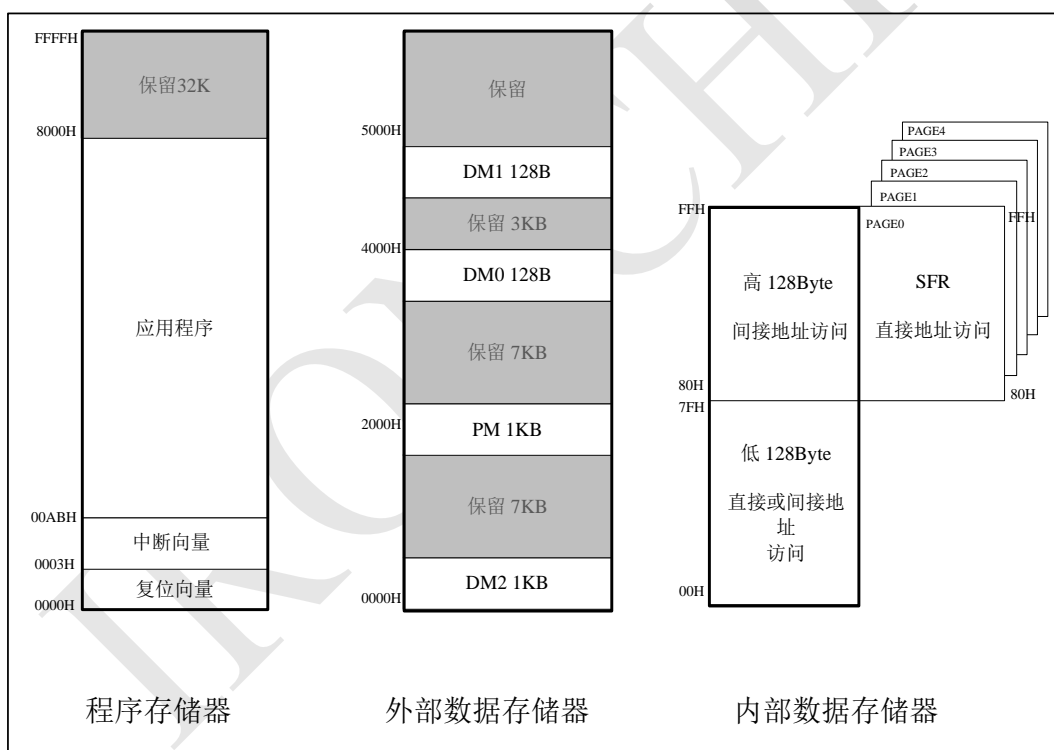 FFFFH
保留32K
8000H
应用程序
00ABH
中断向量
0003H
复位向量
0000H
程序存储器
保留
5000H
DM1 128B
保留 3KB
4000H
DM0 128B
保留 7KB
2000H
PM 1KB
保留 7KB
DM2 1KB
0000H
外部数据存储器
PAGE4
PAGE3
PAGE2
PAGE1
PAGE0
FFH
FFH
高 128Byte
间接地址访问
SFR
直接地址访问
80H
80H
7FH
低 128Byte
直接或间接地
址
访问
00H
内部数据存储器